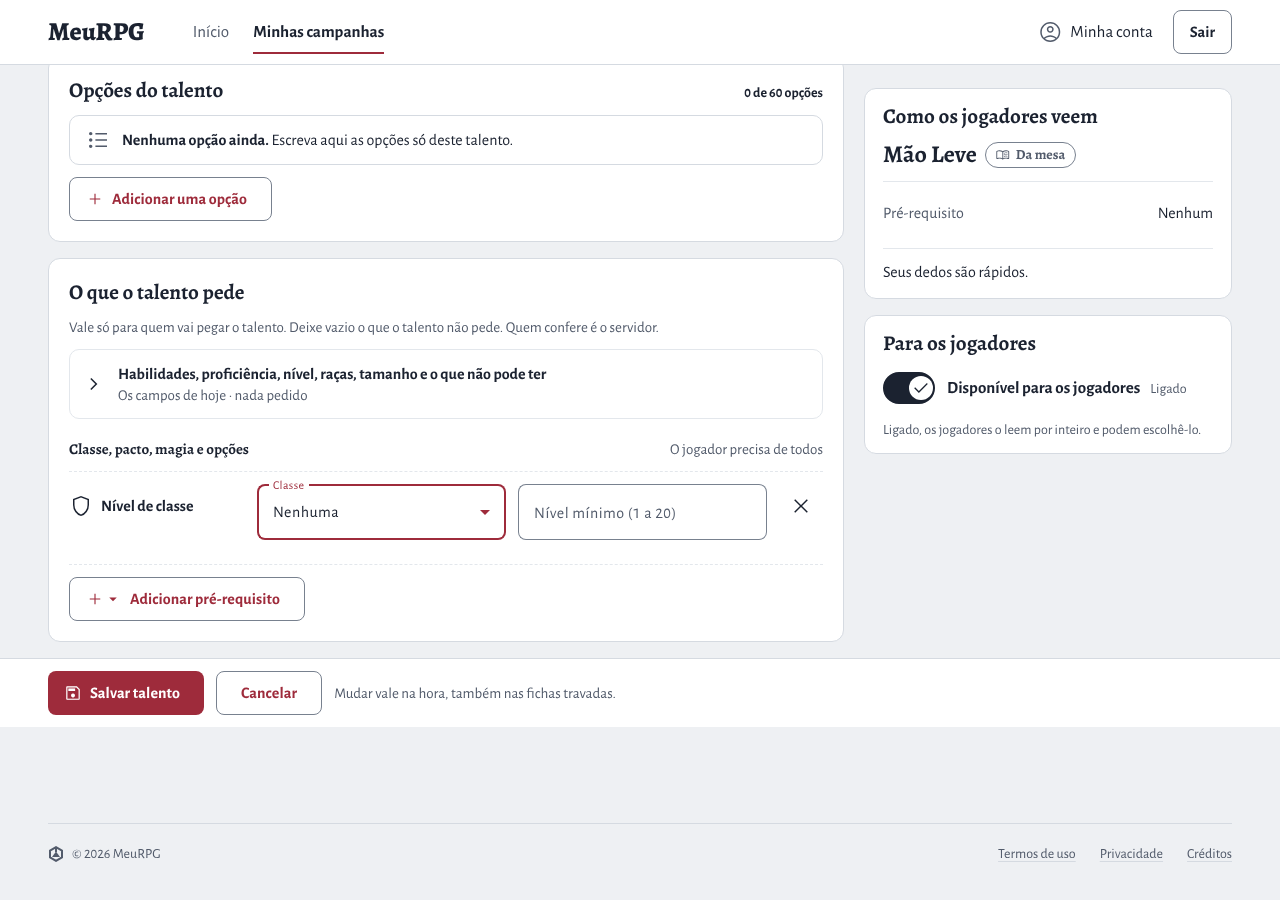 MeuRPG
Início
Minhas campanhas
Minha conta
Sair
Opções do talento
0 de 60 opções
Nenhuma opção ainda. Escreva aqui as opções só deste talento.
Adicionar uma opção
O que o talento pede
Vale só para quem vai pegar o talento. Deixe vazio o que o talento não pede. Quem confere é o servidor.
Habilidades, proficiência, nível, raças, tamanho e o que não pode ter
Os campos de hoje · nada pedido
Classe, pacto, magia e opções
O jogador precisa de todos
Nível de classe
Classe
Nenhuma
Nível mínimo (1 a 20)
Adicionar pré-requisito
Como os jogadores veem
Mão Leve
Da mesa
Pré-requisito
Nenhum
Seus dedos são rápidos.
Para os jogadores
Disponível para os jogadores
Ligado
Ligado, os jogadores o leem por inteiro e podem escolhê-lo.
Salvar talento
Cancelar
Mudar vale na hora, também nas fichas travadas.
© 2026 MeuRPG
Termos de uso
Privacidade
Créditos